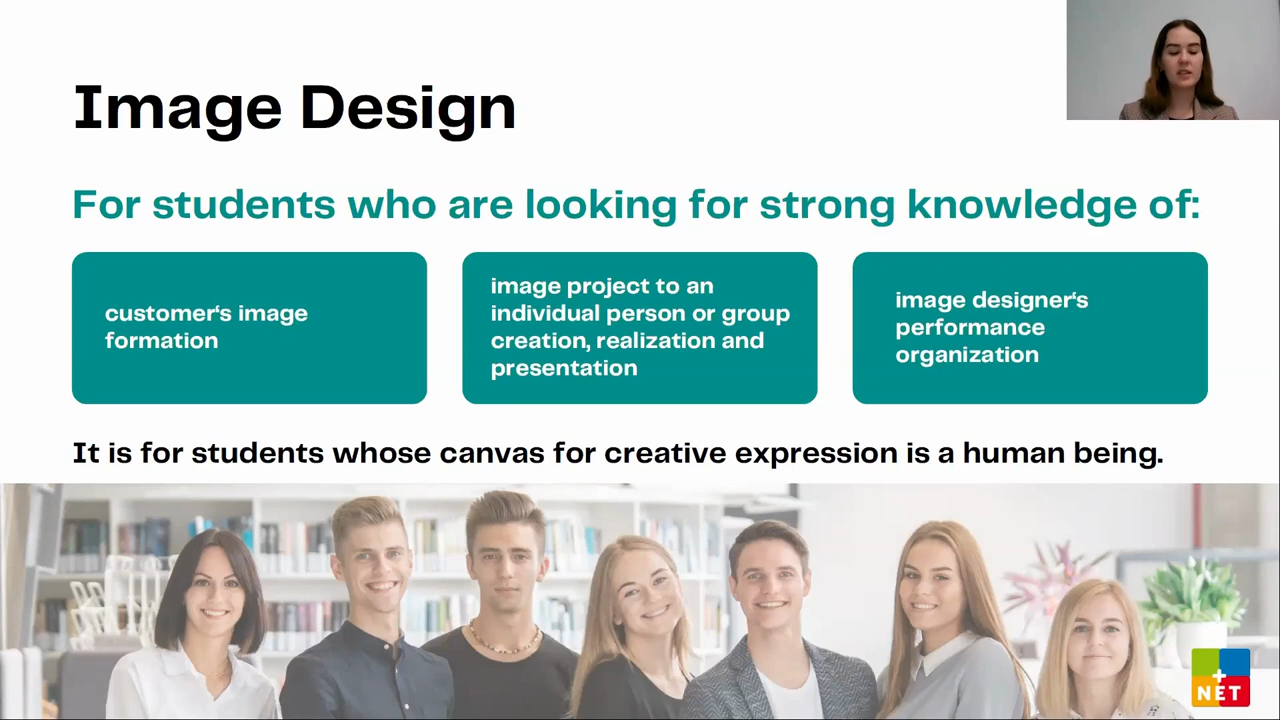 Image Design
For students who are looking for strong knowledge of:
customer‘s image
formation
image project to an
individual person or group
creation, realization and
presentation
image designer‘s
performance
organization
It is for students whose canvas for creative expression is a human being.
+
NET